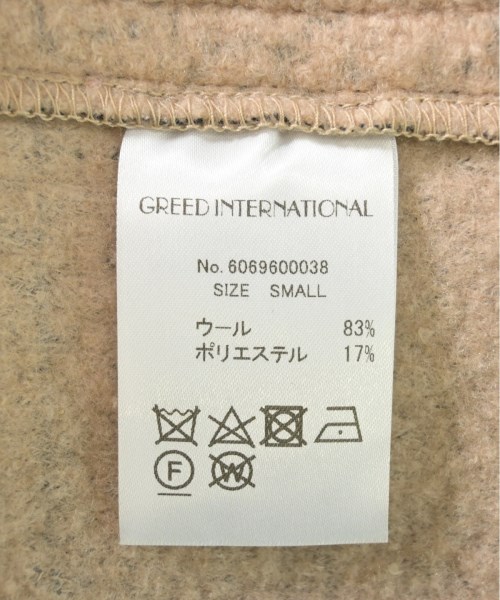 GREED INTERNATIONAL
No. 6069600038
SIZE SMALL
ウール 83%
ポリエステル 17%
F W